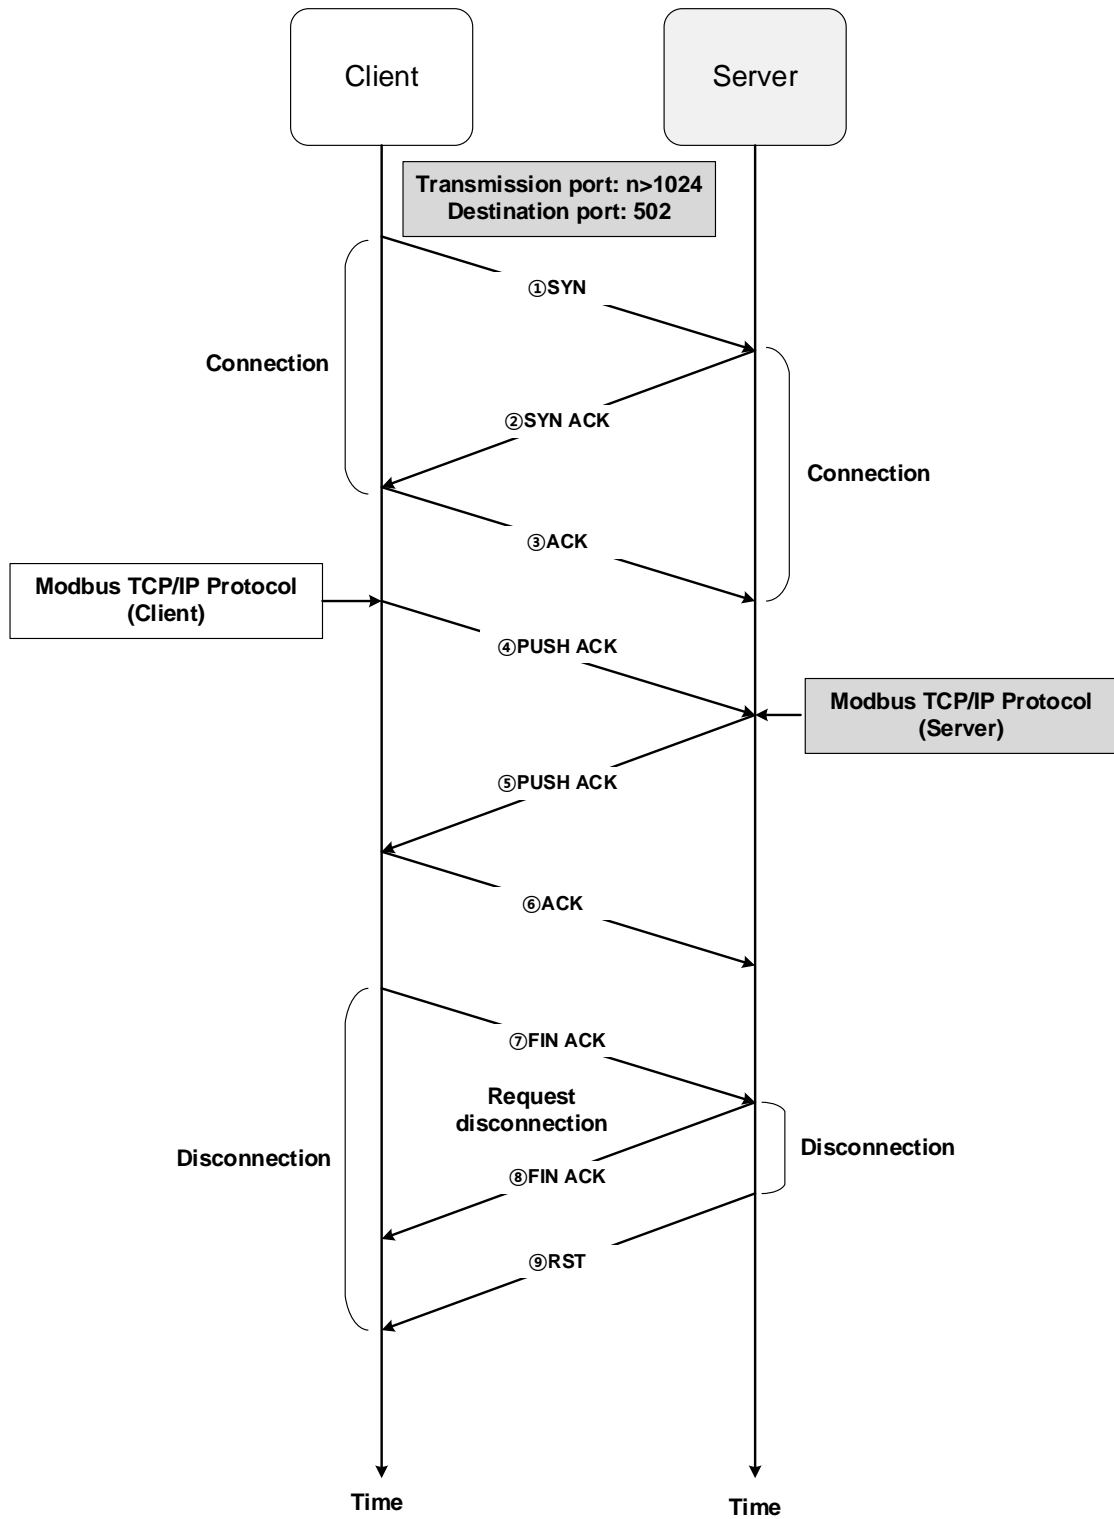 Client
Server
Transmission port: n>1024
Destination port: 502
①SYN
Connection
②SYN ACK
Connection
③ACK
Modbus TCP/IP Protocol
(Client)
④PUSH ACK
Modbus TCP/IP Protocol
(Server)
⑤PUSH ACK
⑥ACK
⑦FIN ACK
Request
disconnection
Disconnection
Disconnection
⑧FIN ACK
⑨RST
Time
Time